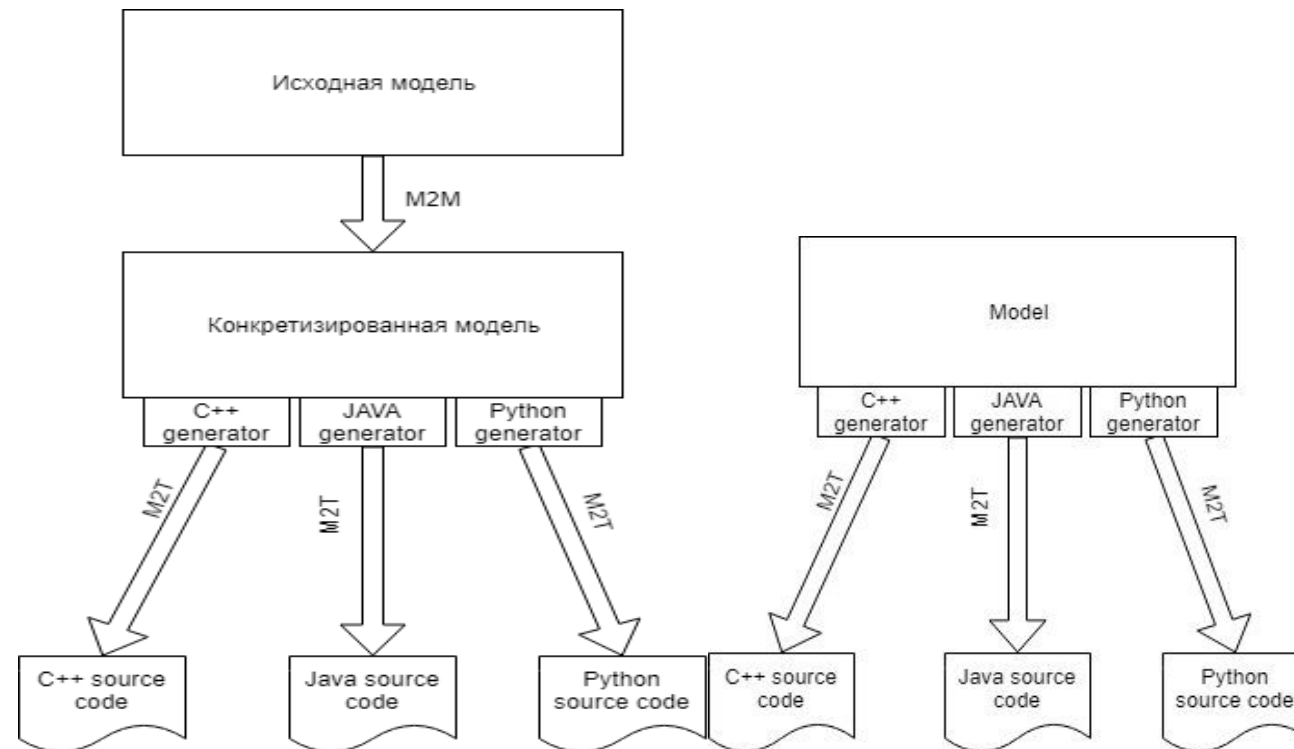 Исходная модель
M2M
Конкретизированная модель
C++
generator
JAVA
generator
Python
generator
M2T
M2T
M2T
C++ source
code
Java source
code
Python
source code
Model
C++
generator
JAVA
generator
Python
generator
M2T
M2T
M2T
C++ source
code
Java source
code
Python
source code